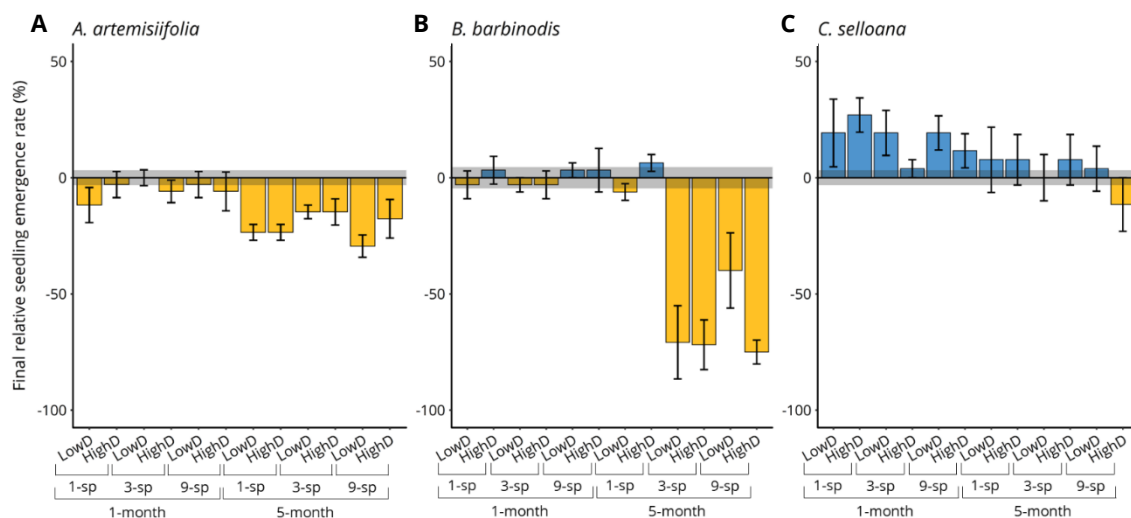 A A. artemisiifolia B B. barbinodis C C. selloana
Final relative seedling emergence rate (%)
50 50 50
0 0 0
-50 -50 -50
-100 -100 -100
LowD HighD LowD HighD LowD HighD LowD HighD LowD HighD LowD HighD LowD HighD LowD HighD LowD HighD LowD HighD LowD HighD LowD HighD LowD HighD LowD HighD LowD HighD LowD HighD LowD HighD LowD HighD
1-sp 3-sp 9-sp 1-sp 3-sp 9-sp 1-sp 3-sp 9-sp 1-sp 3-sp 9-sp 1-sp 3-sp 9-sp 1-sp 3-sp 9-sp
1-month 5-month 1-month 5-month 1-month 5-month